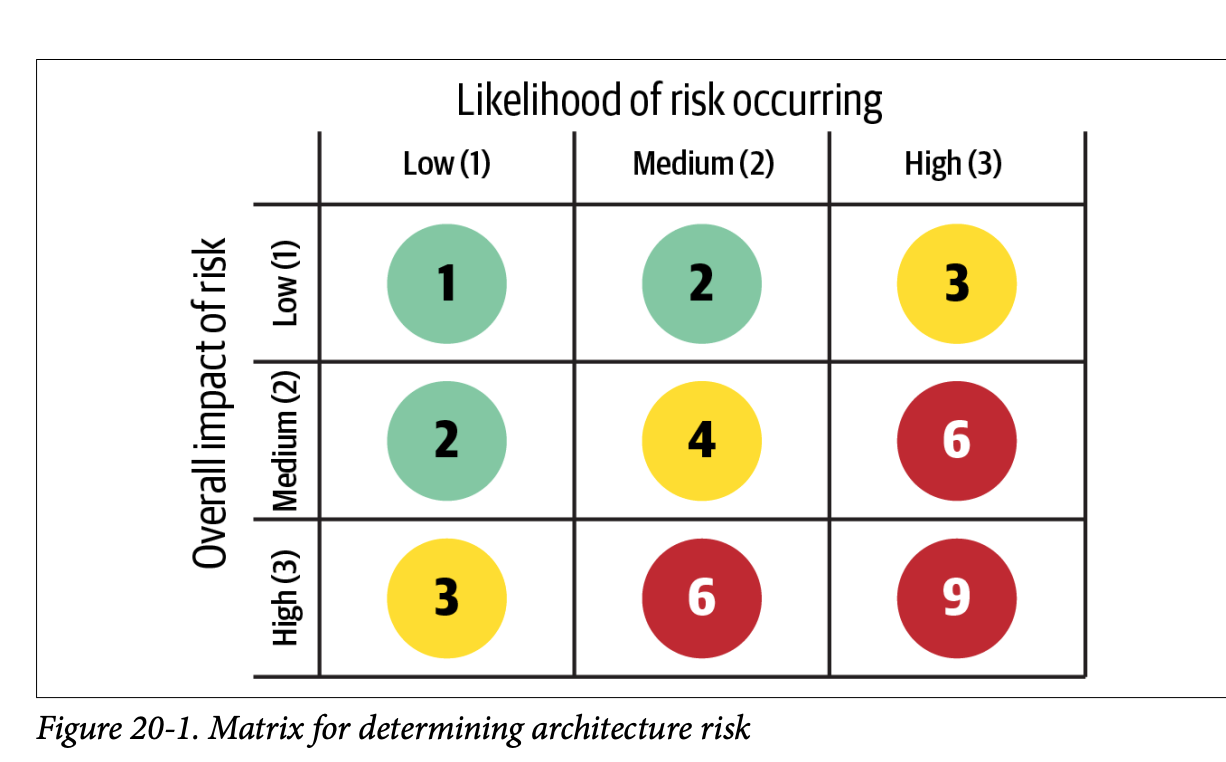 Likelihood of risk occurring
Low (1) Medium (2) High (3)
Overall impact of risk
Low (1) 1 2 3
Medium (2) 2 4 6
High (3) 3 6 9
Figure 20-1. Matrix for determining architecture risk